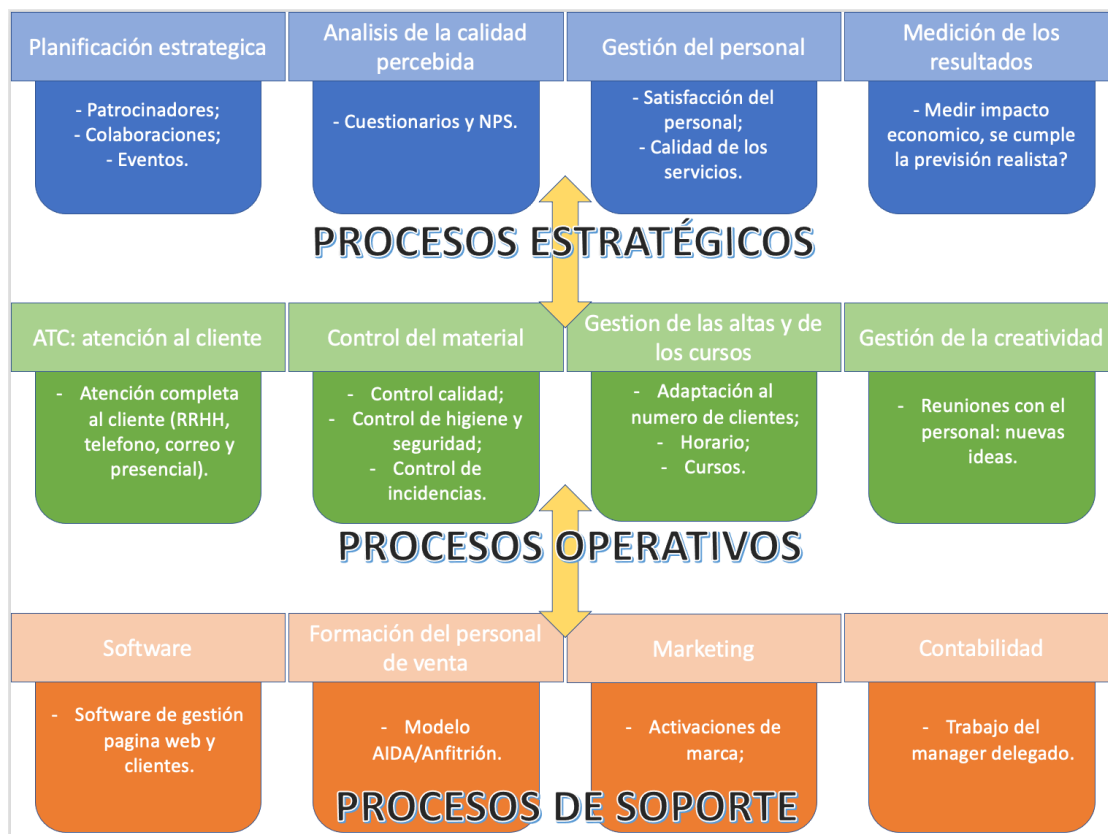 Planificación estrategica
- Patrocinadores;
- Colaboraciones;
- Eventos.
Analisis de la calidad
percebida
- Cuestionarios y NPS.
Gestión del personal
- Satisfacción del
personal;
- Calidad de los
servicios.
Medición de los
resultados
- Medir impacto
economico, se cumple
la previsión realista?
PROCESOS ESTRATÉGICOS
ATC: atención al cliente
- Atención completa
al cliente (RRHH,
telefono, correo y
presencial).
Control del material
- Control calidad;
- Control de higiene y
seguridad;
- Control de
incidencias.
Gestion de las altas y de
los cursos
- Adaptación al
numero de clientes;
- Horario;
- Cursos.
Gestión de la creatividad
- Reuniones con el
personal: nuevas
ideas.
PROCESOS OPERATIVOS
Software
- Software de gestión
pagina web y
clientes.
Formación del personal
de venta
- Modelo
AIDA/Anfitrión.
Marketing
- Activaciones de
marca;
Contabilidad
- Trabajo del
manager delegado.
PROCESOS DE SOPORTE